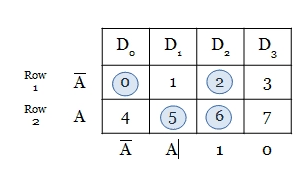 D₀ D₁ D₂ D₃
Row 1 A̅ 0 1 2 3
Row 2 A 4 5 6 7
A̅ A 1 0